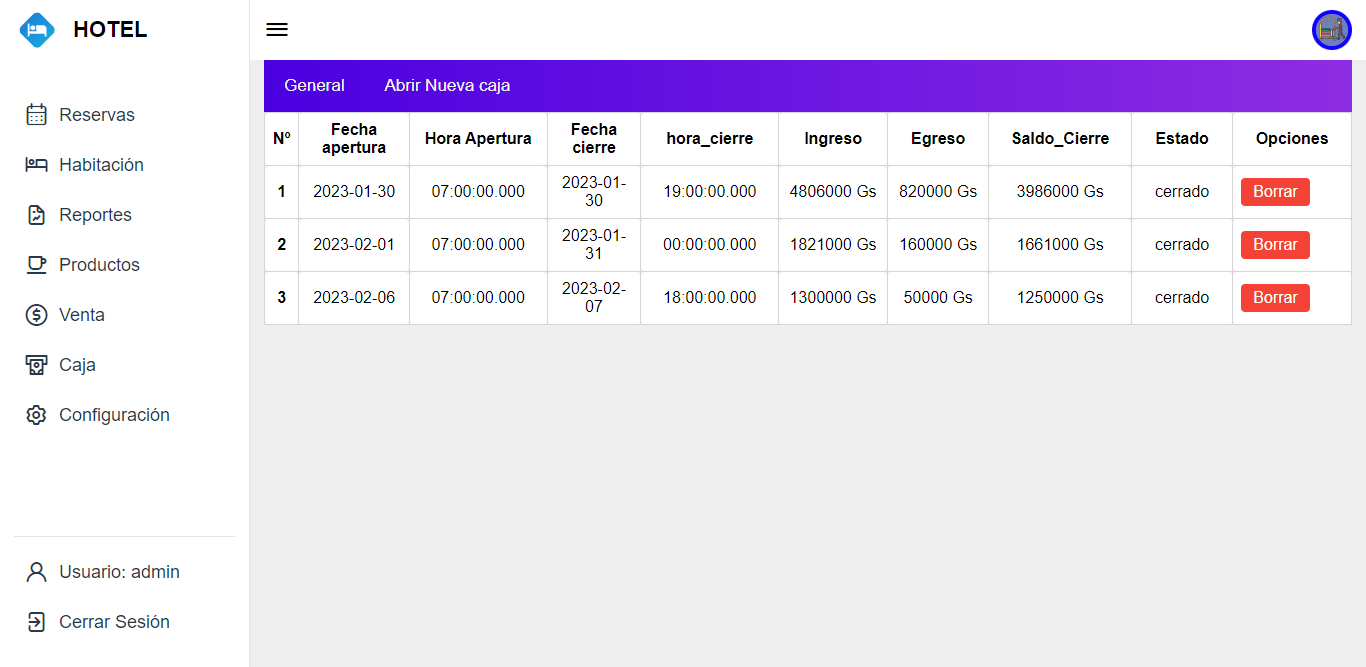 HOTEL
Reservas
Habitación
Reportes
Productos
Venta
Caja
Configuración
Usuario: admin
Cerrar Sesión
General Abrir Nueva caja
Nº Fecha apertura Hora Apertura Fecha cierre hora_cierre Ingreso Egreso Saldo_Cierre Estado Opciones
1 2023-01-30 07:00:00.000 2023-01-30 19:00:00.000 4806000 Gs 820000 Gs 3986000 Gs cerrado Borrar
2 2023-02-01 07:00:00.000 2023-01-31 00:00:00.000 1821000 Gs 160000 Gs 1661000 Gs cerrado Borrar
3 2023-02-06 07:00:00.000 2023-02-07 18:00:00.000 1300000 Gs 50000 Gs 1250000 Gs cerrado Borrar